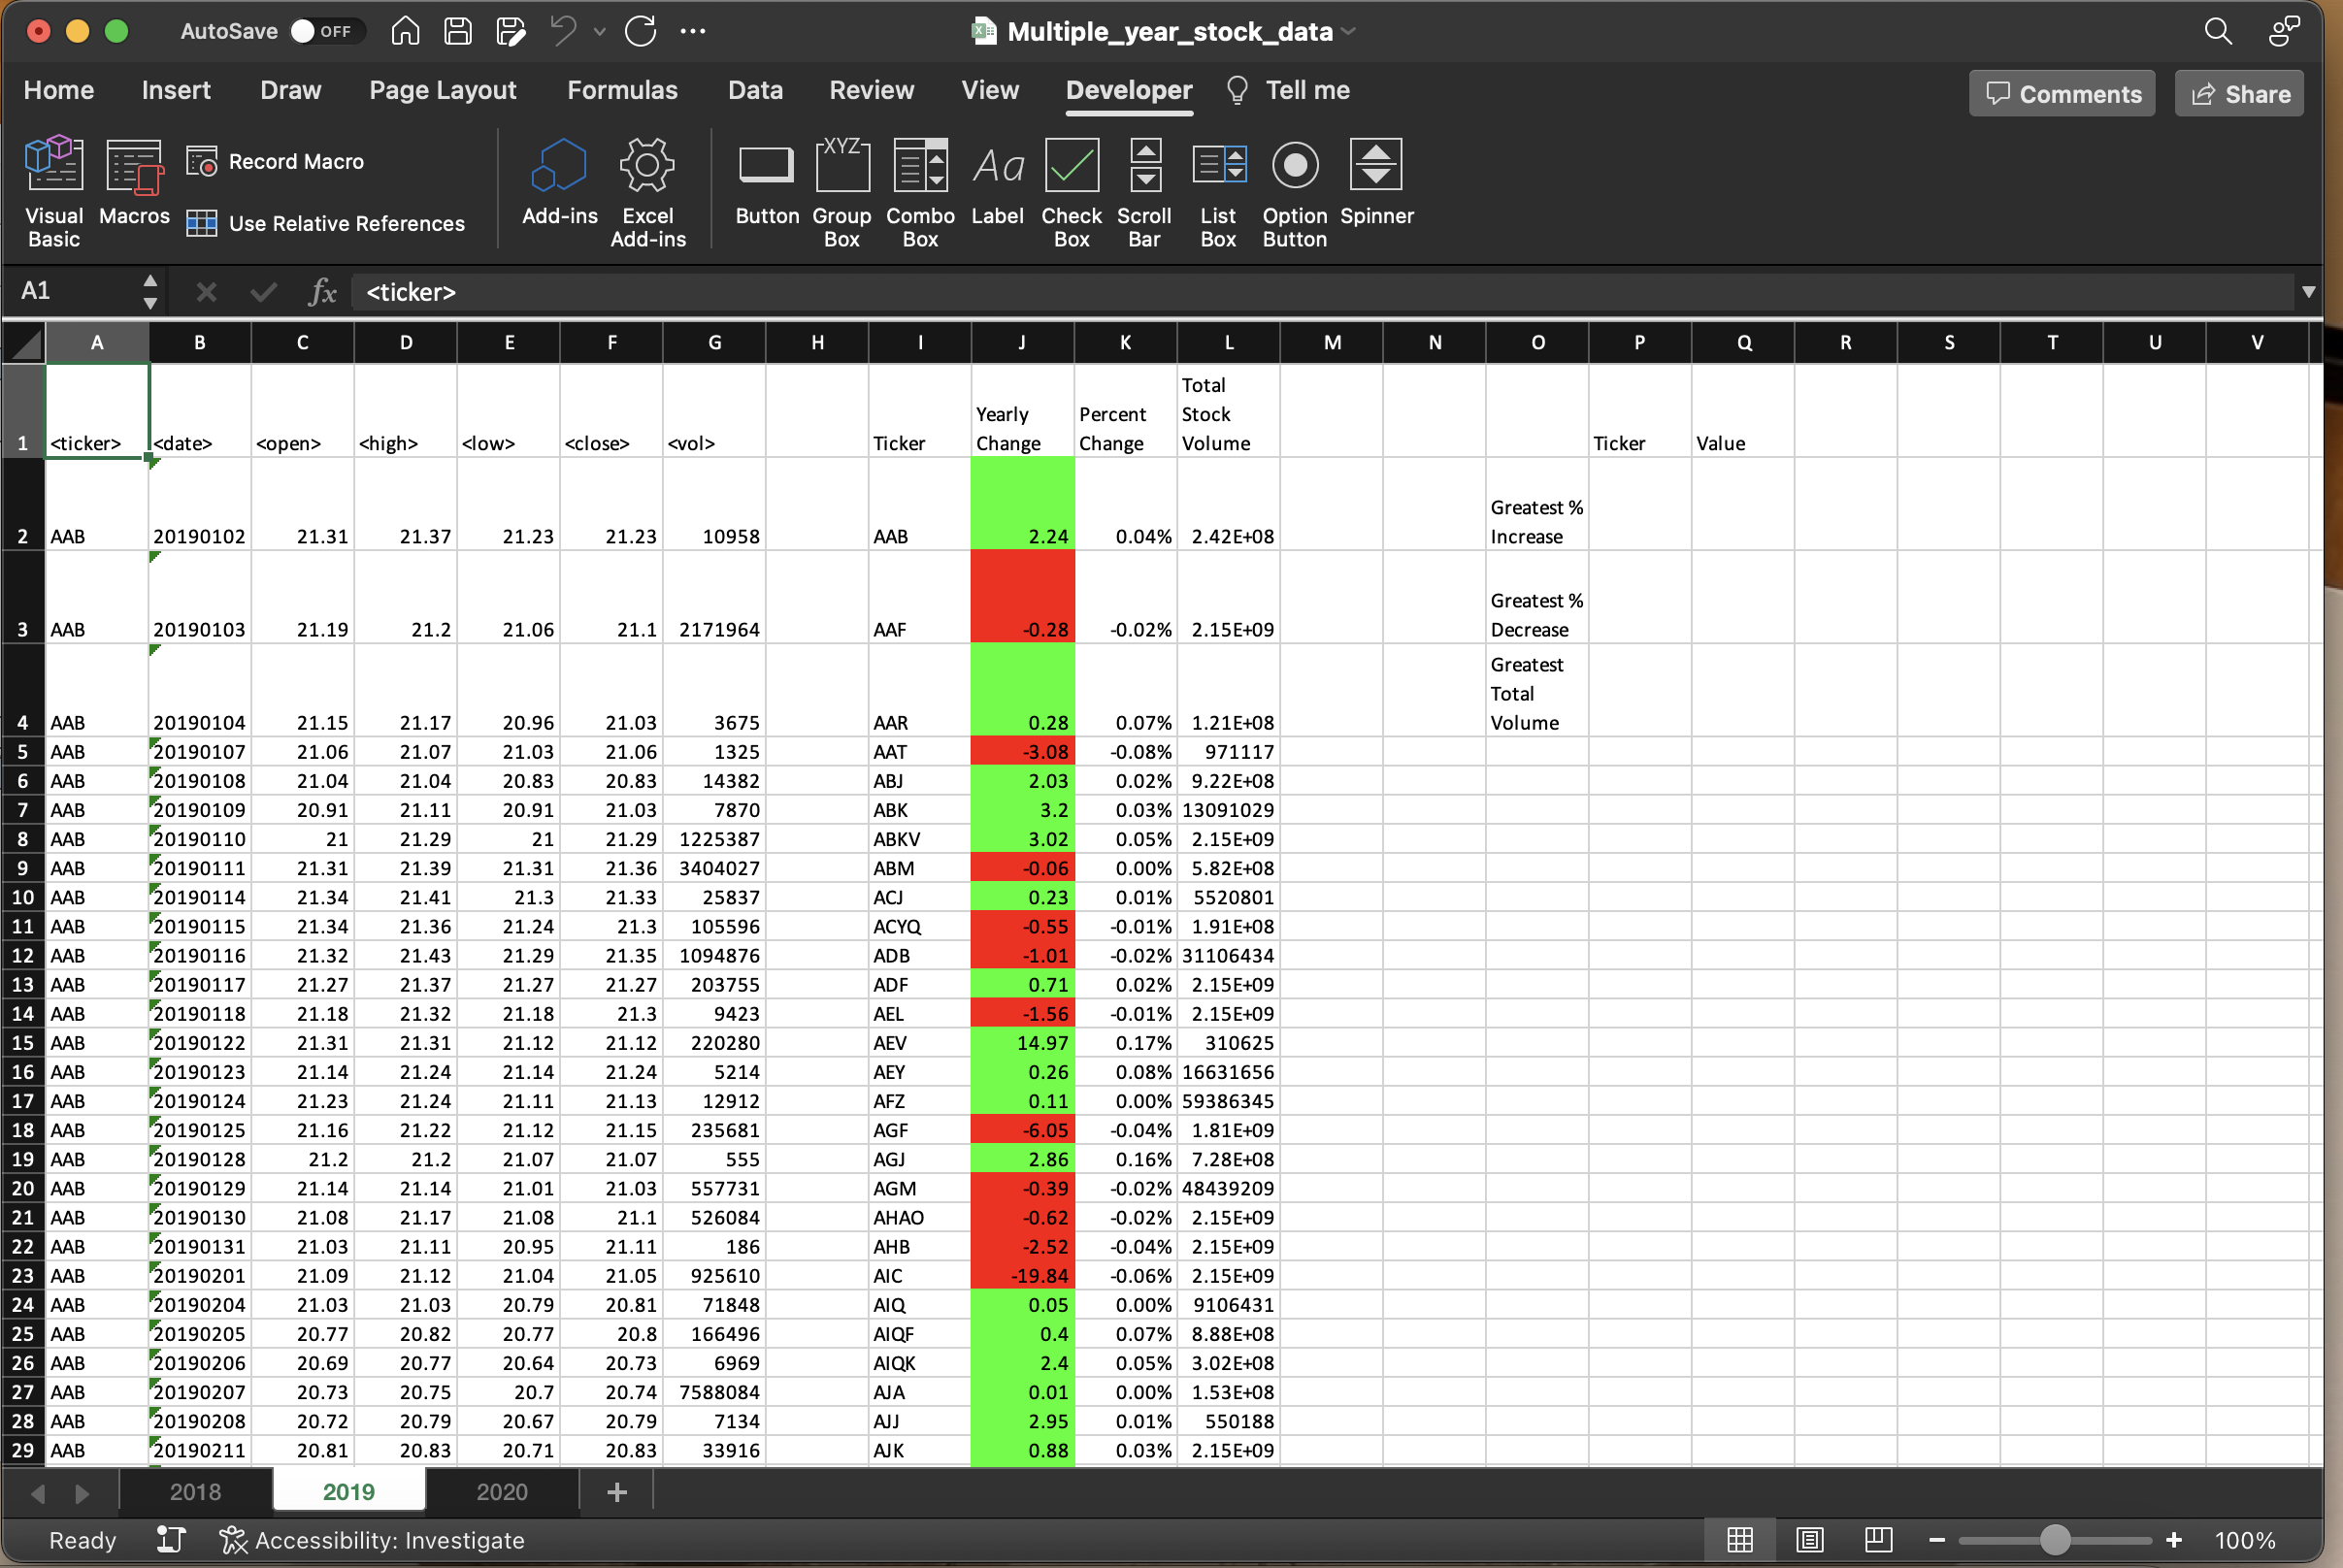 AutoSave OFF Multiple_year_stock_data
Home Insert Draw Page Layout Formulas Data Review View Developer Tell me Comments Share
Visual Basic
Macros
Record Macro
Use Relative References
Add-ins
Excel Add-ins
Button
Group Box
XYZ
Combo Box
Aa
Label
Check Box
Scroll Bar
List Box
Option Button
Spinner
A1 fx <ticker>
A B C D E F G H I J K L M N O P Q R S T U V
1 <ticker> <date> <open> <high> <low> <close> <vol> Ticker Yearly Change Percent Change Total Stock Volume Ticker Value
2 AAB 20190102 21.31 21.37 21.23 21.23 10958 AAB 2.24 0.04% 2.42E+08 Greatest % Increase
3 AAB 20190103 21.19 21.2 21.06 21.1 2171964 AAF -0.28 -0.02% 2.15E+09 Greatest % Decrease
4 AAB 20190104 21.15 21.17 20.96 21.03 3675 AAR 0.28 0.07% 1.21E+08 Greatest Total Volume
5 AAB 20190107 21.06 21.07 21.03 21.06 1325 AAT -3.08 -0.08% 971117
6 AAB 20190108 21.04 21.04 20.83 20.83 14382 ABJ 2.03 0.02% 9.22E+08
7 AAB 20190109 20.91 21.11 20.91 21.03 7870 ABK 3.2 0.03% 13091029
8 AAB 20190110 21 21.29 21 21.29 1225387 ABKV 3.02 0.05% 2.15E+09
9 AAB 20190111 21.31 21.39 21.31 21.36 3404027 ABM -0.06 0.00% 5.82E+08
10 AAB 20190114 21.34 21.41 21.3 21.33 25837 ACJ 0.23 0.01% 5520801
11 AAB 20190115 21.34 21.36 21.24 21.3 105596 ACYQ -0.55 -0.01% 1.91E+08
12 AAB 20190116 21.32 21.43 21.29 21.35 1094876 ADB -1.01 -0.02% 31106434
13 AAB 20190117 21.27 21.37 21.27 21.27 203755 ADF 0.71 0.02% 2.15E+09
14 AAB 20190118 21.18 21.32 21.18 21.3 9423 AEL -1.56 -0.01% 2.15E+09
15 AAB 20190122 21.31 21.31 21.12 21.12 220280 AEV 14.97 0.17% 310625
16 AAB 20190123 21.14 21.24 21.14 21.24 5214 AEY 0.26 0.08% 16631656
17 AAB 20190124 21.23 21.24 21.11 21.13 12912 AFZ 0.11 0.00% 59386345
18 AAB 20190125 21.16 21.22 21.12 21.15 235681 AGF -6.05 -0.04% 1.81E+09
19 AAB 20190128 21.2 21.2 21.07 21.07 555 AGJ 2.86 0.16% 7.28E+08
20 AAB 20190129 21.14 21.14 21.01 21.03 557731 AGM -0.39 -0.02% 48439209
21 AAB 20190130 21.08 21.17 21.08 21.1 526084 AHAO -0.62 -0.02% 2.15E+09
22 AAB 20190131 21.03 21.11 20.95 21.11 186 AHB -2.52 -0.04% 2.15E+09
23 AAB 20190201 21.09 21.12 21.04 21.05 925610 AIC -19.84 -0.06% 2.15E+09
24 AAB 20190204 21.03 21.03 20.79 20.81 71848 AIQ 0.05 0.00% 9106431
25 AAB 20190205 20.77 20.82 20.77 20.8 166496 AIQF 0.4 0.07% 8.88E+08
26 AAB 20190206 20.69 20.77 20.64 20.73 6969 AIQK 2.4 0.05% 3.02E+08
27 AAB 20190207 20.73 20.75 20.7 20.74 7588084 AJA 0.01 0.00% 1.53E+08
28 AAB 20190208 20.72 20.79 20.67 20.79 7134 AJJ 2.95 0.01% 550188
29 AAB 20190211 20.81 20.83 20.71 20.83 33916 AJK 0.88 0.03% 2.15E+09
2018 2019 2020 +
Ready Accessibility: Investigate 100%